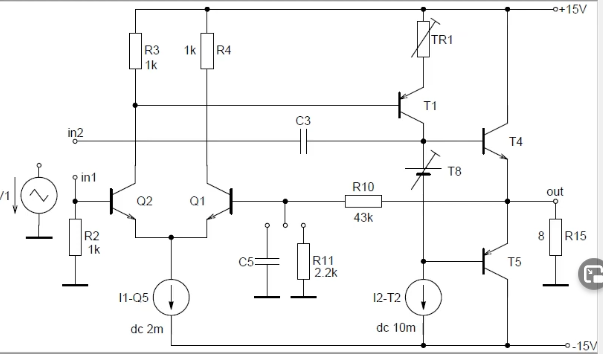 +15V
R3
1k
1k
R4
TR1
T1
C3
in2
T4
T8
in1
V1
Q2
Q1
R10
43k
out
R2
1k
8
R15
C5
R11
2.2k
T5
I1-Q5
I2-T2
dc 2m
dc 10m
-15V